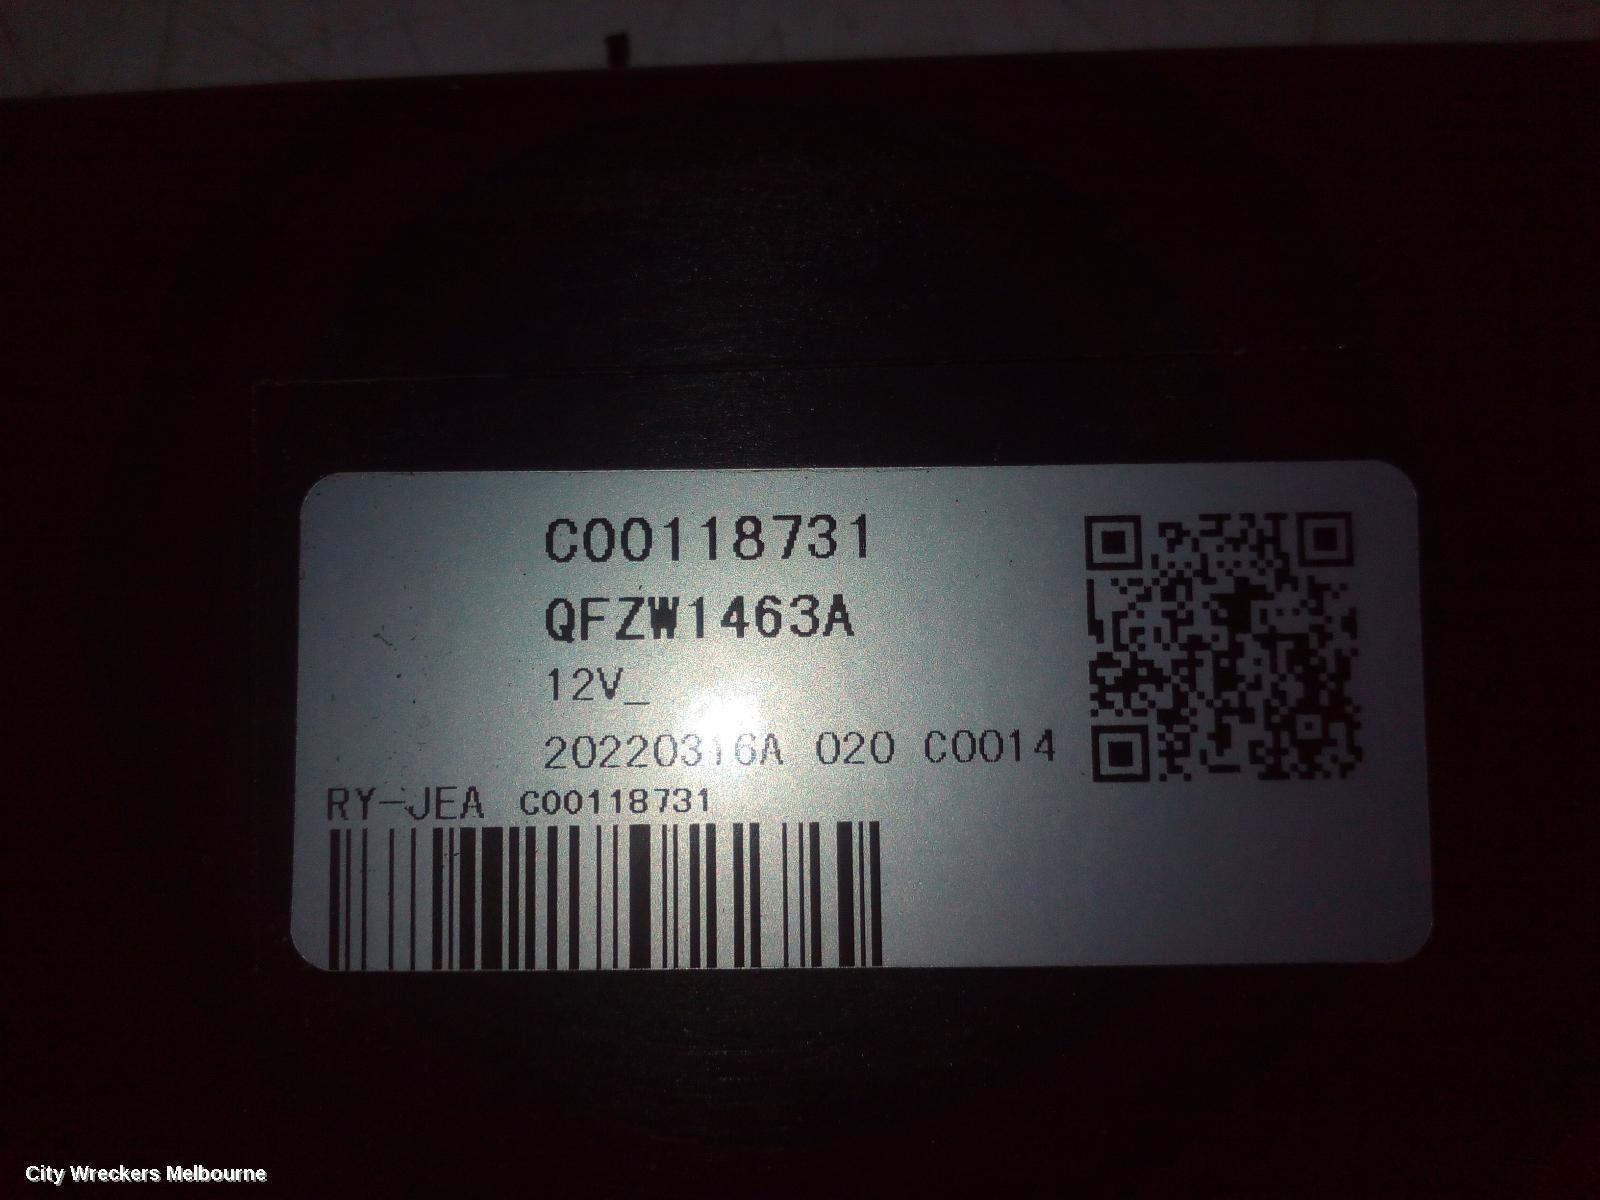 C00118731
QFZW1463A
12V_
20220316A 020 C0014
RY-JEA C00118731
City Wreckers Melbourne